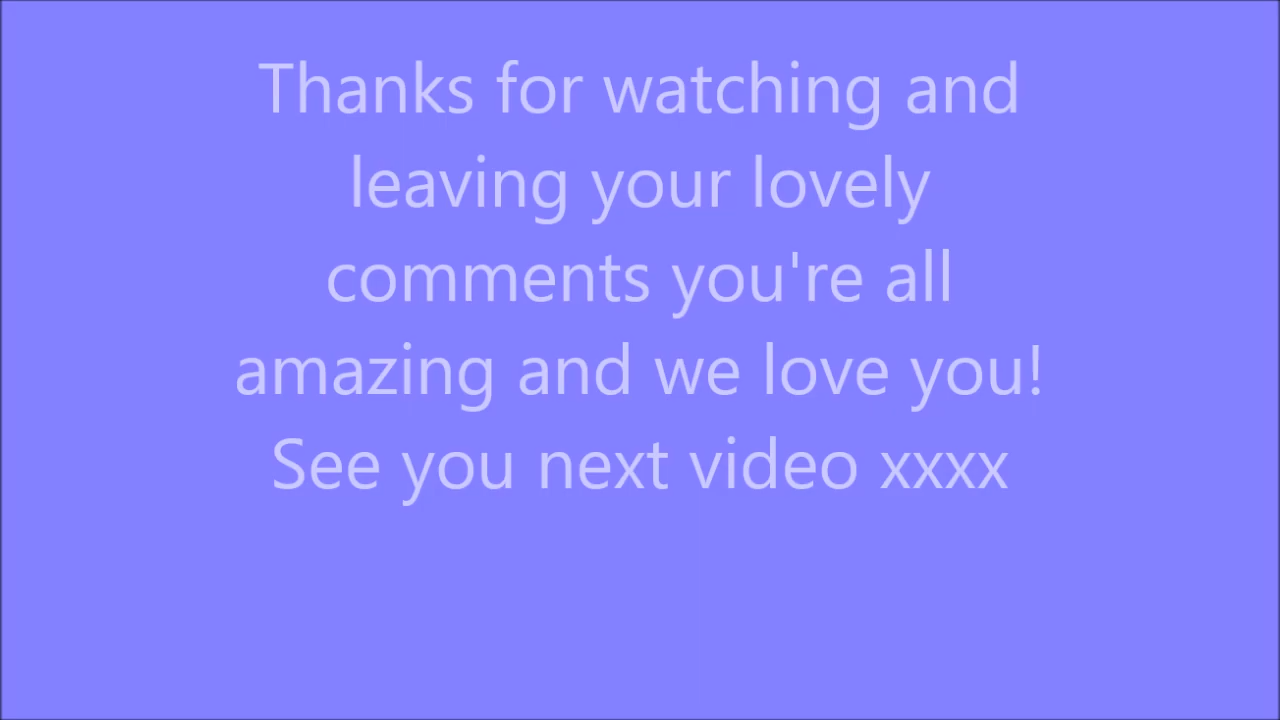 Thanks for watching and
leaving your lovely
comments you're all
amazing and we love you!
See you next video xxxx